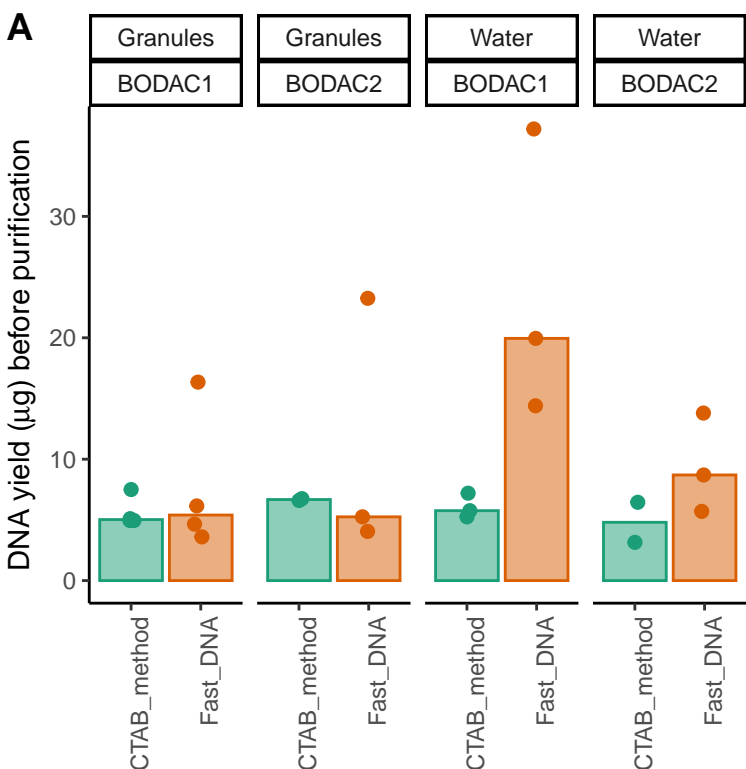 A
Granules
Granules
Water
Water
BODAC1
BODAC2
BODAC1
BODAC2
DNA yield (μg) before purification
30
20
10
0
CTAB_method
Fast_DNA
CTAB_method
Fast_DNA
CTAB_method
Fast_DNA
CTAB_method
Fast_DNA